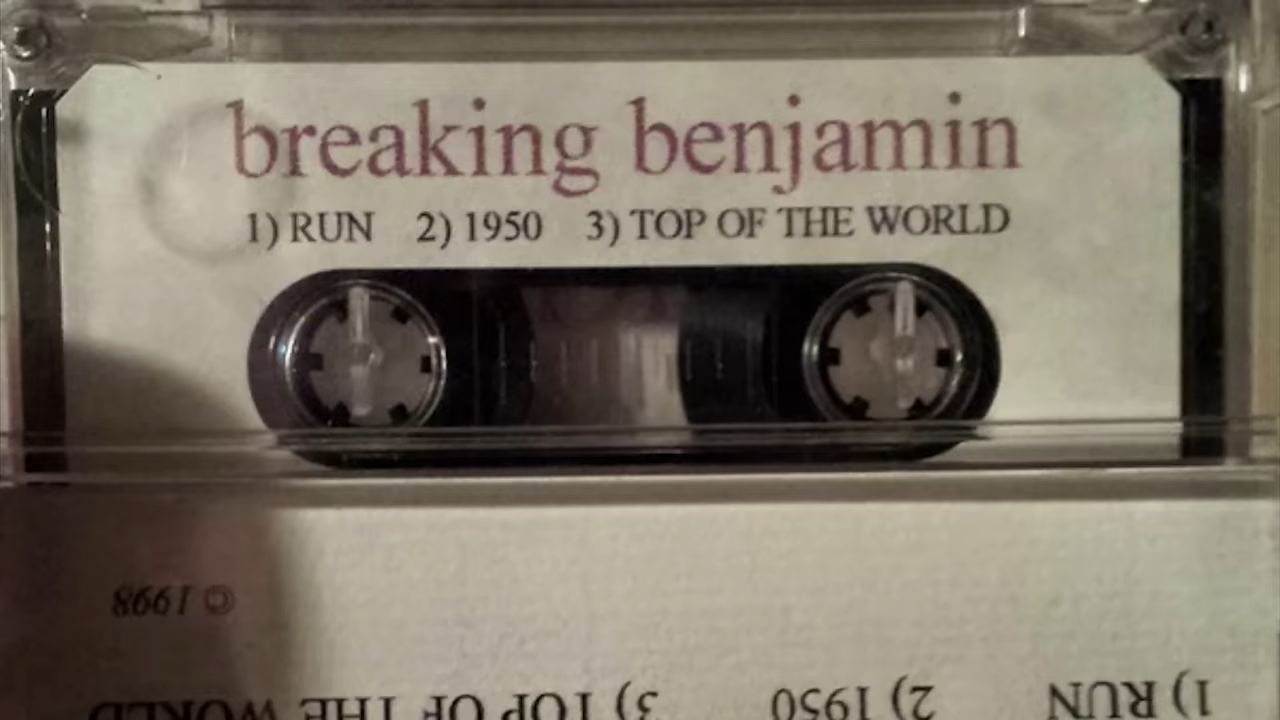 breaking benjamin
1) RUN 2) 1950 3) TOP OF THE WORLD
© 1998
1) RUN 2) 1950 3) TOP OF THE WORLD